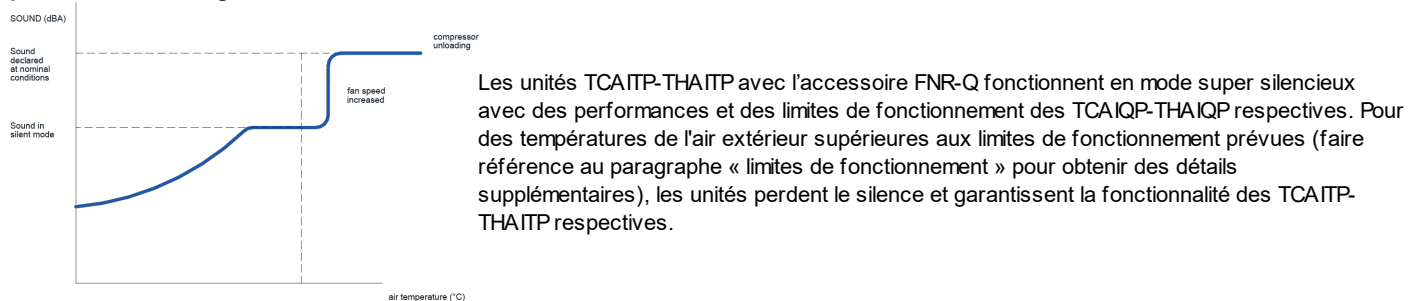 SOUND (dBA)
Sound
declared
at nominal
conditions
Sound in
silent mode
compressor
unloading
fan speed
increased
air temperature (°C)
Les unités TCAITP-THAITP avec l'accessoire FNR-Q fonctionnent en mode super silencieux
avec des performances et des limites de fonctionnement des TCAIQP-THAIQP respectives. Pour
des températures de l'air extérieur supérieures aux limites de fonctionnement prévues (faire
référence au paragraphe « limites de fonctionnement » pour obtenir des détails
supplémentaires), les unités perdent le silence et garantissent la fonctionnalité des TCAITP-
THAITP respectives.